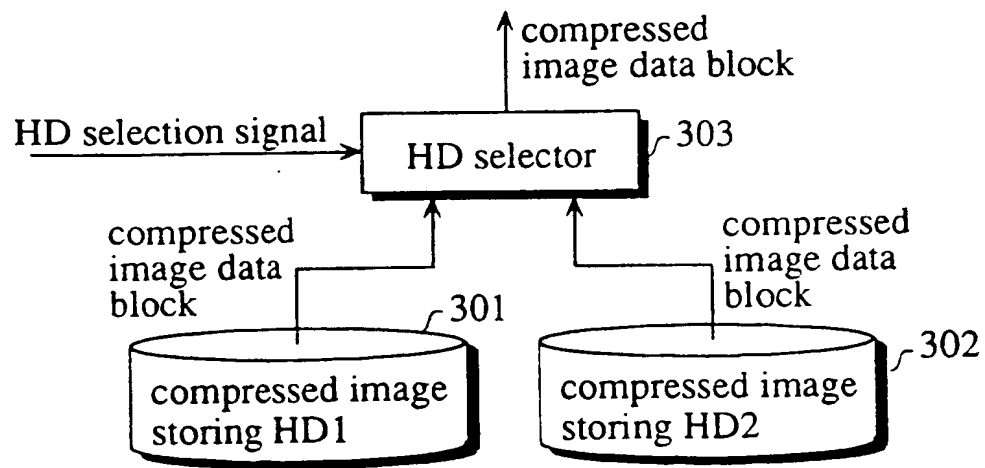 compressed
image data block
HD selection signal
HD selector
303
compressed
image data
block
compressed
image data
block
301
302
compressed image
storing HD1
compressed image
storing HD2